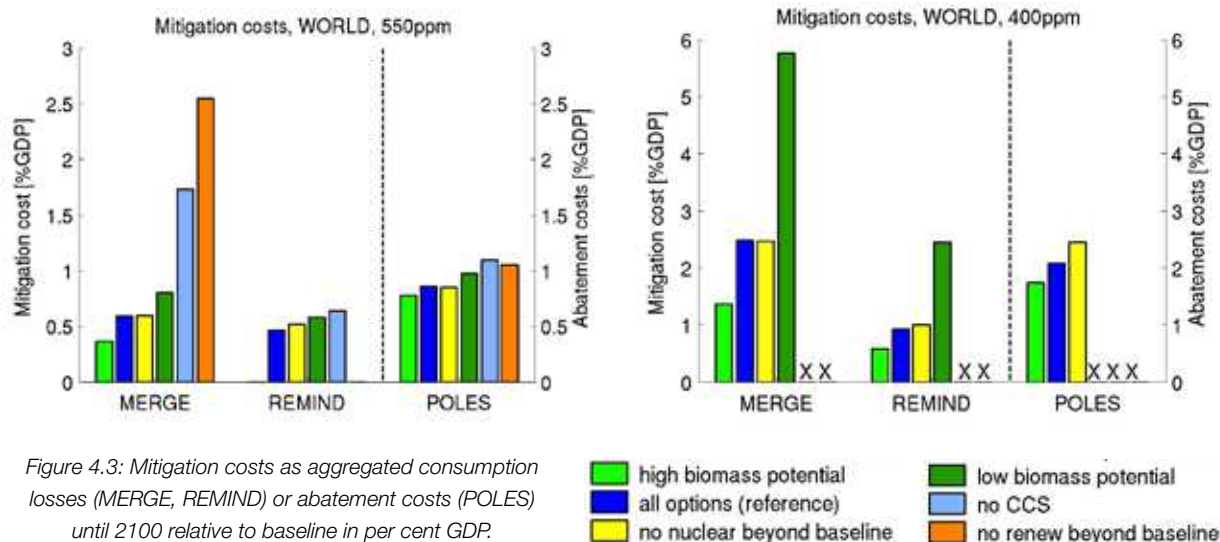 Mitigation costs, WORLD, 550ppm
Mitigation cost [%GDP]
3
2.5
2
1.5
1
0.5
0
MERGE REMIND POLES
3
2.5
2
1.5
1
0.5
0
Abatement costs [%GDP]
Mitigation costs, WORLD, 400ppm
Mitigation cost [%GDP]
6
5
4
3
2
1
0
X X
X X
X X X
MERGE REMIND POLES
6
5
4
3
2
1
0
Abatement costs [%GDP]
Figure 4.3: Mitigation costs as aggregated consumption
losses (MERGE, REMIND) or abatement costs (POLES)
until 2100 relative to baseline in per cent GDP.
high biomass potential
all options (reference)
no nuclear beyond baseline
low biomass potential
no CCS
no renew beyond baseline